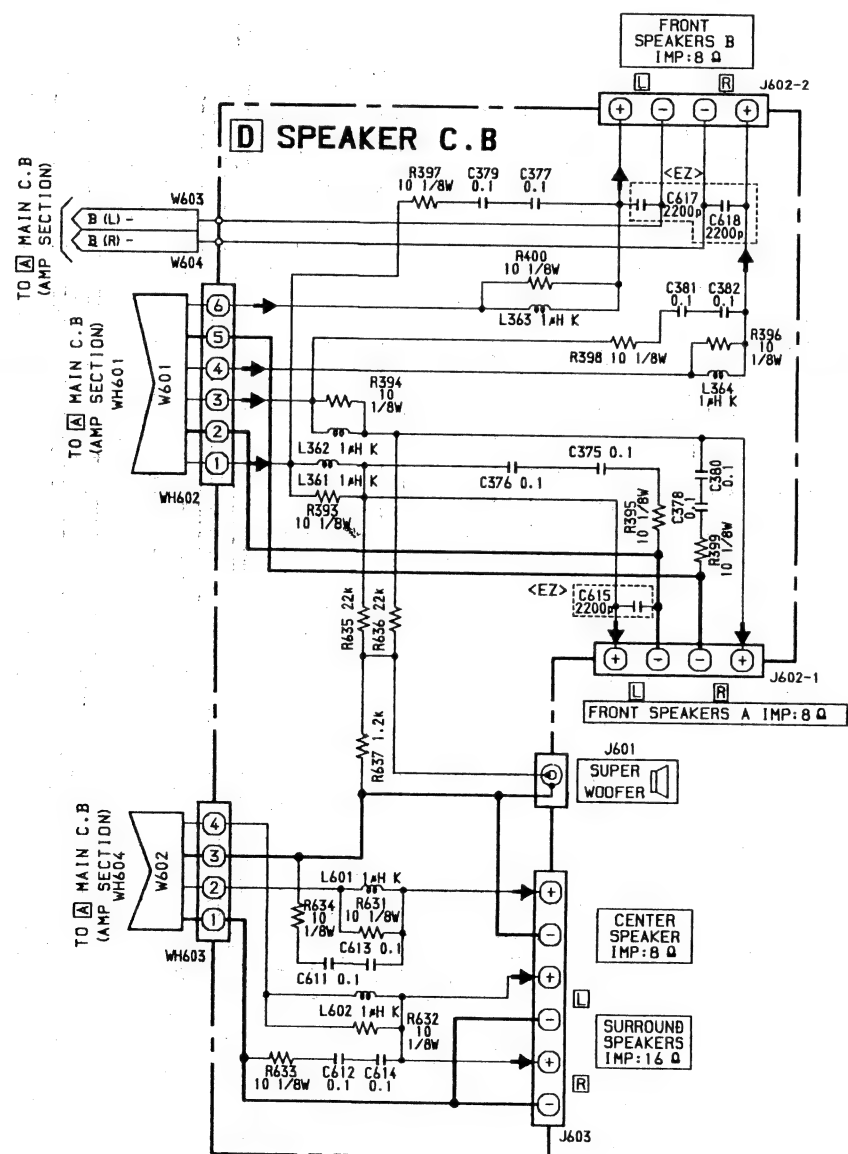 FRONT
SPEAKERS B
IMP:8 Ω
L
R
J602-2
+ - - +
D SPEAKER C.B
R397
10 1/8W
C379
0.1
C377
0.1
<EZ>
C617
2200p
C618
2200p
TO A MAIN C.B
(AMP SECTION)
W603
B (L) -
B (R) -
W604
R400
10 1/8W
L363 1μH K
C381
0.1
C382
0.1
R398 10 1/8W
R396
10
1/8W
L364
1μH K
TO A MAIN C.B
(AMP SECTION)
WH601
W601
6
5
4
3
2
1
WH602
R394
10
1/8W
L362 1μH K
L361 1μH K
R393
10 1/8W
C375 0.1
C376 0.1
R395
10 1/8W
C380
0.1
C378
0.1
R399
10 1/8W
<EZ>
C615
2200p
R635 22k
R636 22k
+ - - +
J602-1
L
R
FRONT SPEAKERS A IMP:8 Ω
R637 1.2k
J601
SUPER
WOOFER
TO A MAIN C.B
(AMP SECTION)
WH604
W602
4
3
2
1
WH603
L601 1μH K
R634
10
1/8W
R631
10 1/8W
C613 0.1
C611 0.1
L602 1μH K
R632
10
1/8W
R633
10 1/8W
C612
0.1
C614
0.1
+
-
+
-
+
-
CENTER
SPEAKER
IMP:8 Ω
L
SURROUND
SPEAKERS
IMP:16 Ω
R
J603